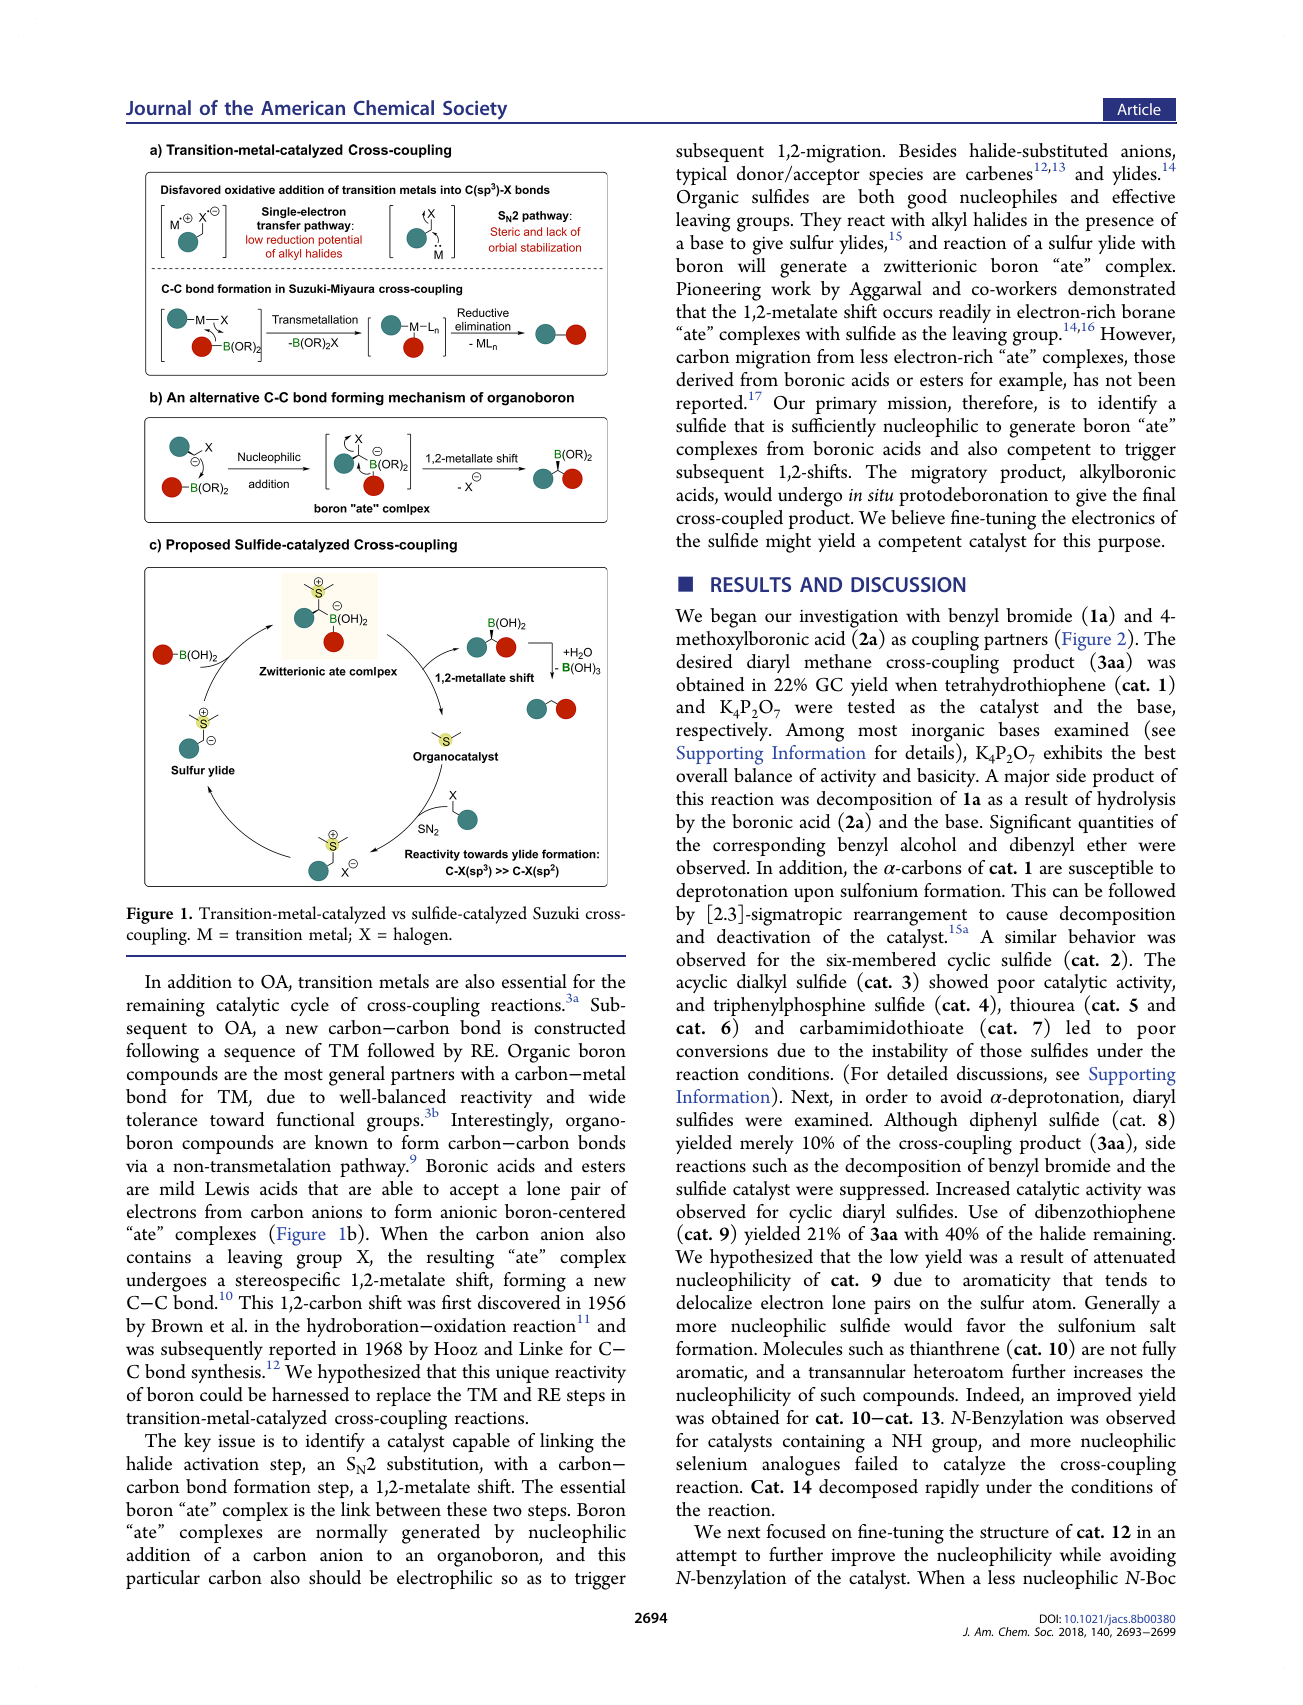 Journal of the American Chemical Society
Article
a) Transition-metal-catalyzed Cross-coupling
Disfavored oxidative addition of transition metals into C(sp³)-X bonds
M•⊕ X•⊖
Single-electron
transfer pathway:
low reduction potential
of alkyl halides
X
M
SN2 pathway:
Steric and lack of
orbial stabilization
C-C bond formation in Suzuki-Miyaura cross-coupling
M—X
B(OR)2
Transmetallation
-B(OR)2X
M–Ln
Reductive
elimination
- MLn
b) An alternative C-C bond forming mechanism of organoboron
X
⊖
B(OR)2
Nucleophilic
addition
X
⊖
B(OR)2
boron "ate" comlpex
1,2-metallate shift
- X⊖
B(OR)2
c) Proposed Sulfide-catalyzed Cross-coupling
⊕
S
⊖
B(OH)2
Zwitterionic ate comlpex
B(OH)2
B(OH)2
1,2-metallate shift
+H2O
- B(OH)3
⊕
S
⊖
Sulfur ylide
S
Organocatalyst
X
SN2
⊕
S
X⊖
Reactivity towards ylide formation:
C-X(sp³) >> C-X(sp²)
Figure 1. Transition-metal-catalyzed vs sulfide-catalyzed Suzuki cross-
coupling. M = transition metal; X = halogen.
In addition to OA, transition metals are also essential for the
remaining catalytic cycle of cross-coupling reactions.3a Sub-
sequent to OA, a new carbon−carbon bond is constructed
following a sequence of TM followed by RE. Organic boron
compounds are the most general partners with a carbon−metal
bond for TM, due to well-balanced reactivity and wide
tolerance toward functional groups.3b Interestingly, organo-
boron compounds are known to form carbon−carbon bonds
via a non-transmetalation pathway.9 Boronic acids and esters
are mild Lewis acids that are able to accept a lone pair of
electrons from carbon anions to form anionic boron-centered
“ate” complexes (Figure 1b). When the carbon anion also
contains a leaving group X, the resulting “ate” complex
undergoes a stereospecific 1,2-metalate shift, forming a new
C−C bond.10 This 1,2-carbon shift was first discovered in 1956
by Brown et al. in the hydroboration−oxidation reaction11 and
was subsequently reported in 1968 by Hooz and Linke for C−
C bond synthesis.12 We hypothesized that this unique reactivity
of boron could be harnessed to replace the TM and RE steps in
transition-metal-catalyzed cross-coupling reactions.
The key issue is to identify a catalyst capable of linking the
halide activation step, an SN2 substitution, with a carbon−
carbon bond formation step, a 1,2-metalate shift. The essential
boron “ate” complex is the link between these two steps. Boron
“ate” complexes are normally generated by nucleophilic
addition of a carbon anion to an organoboron, and this
particular carbon also should be electrophilic so as to trigger
subsequent 1,2-migration. Besides halide-substituted anions,
typical donor/acceptor species are carbenes12,13 and ylides.14
Organic sulfides are both good nucleophiles and effective
leaving groups. They react with alkyl halides in the presence of
a base to give sulfur ylides,15 and reaction of a sulfur ylide with
boron will generate a zwitterionic boron “ate” complex.
Pioneering work by Aggarwal and co-workers demonstrated
that the 1,2-metalate shift occurs readily in electron-rich borane
“ate” complexes with sulfide as the leaving group.14,16 However,
carbon migration from less electron-rich “ate” complexes, those
derived from boronic acids or esters for example, has not been
reported.17 Our primary mission, therefore, is to identify a
sulfide that is sufficiently nucleophilic to generate boron “ate”
complexes from boronic acids and also competent to trigger
subsequent 1,2-shifts. The migratory product, alkylboronic
acids, would undergo in situ protodeboronation to give the final
cross-coupled product. We believe fine-tuning the electronics of
the sulfide might yield a competent catalyst for this purpose.
■ RESULTS AND DISCUSSION
We began our investigation with benzyl bromide (1a) and 4-
methoxylboronic acid (2a) as coupling partners (Figure 2). The
desired diaryl methane cross-coupling product (3aa) was
obtained in 22% GC yield when tetrahydrothiophene (cat. 1)
and K4P2O7 were tested as the catalyst and the base,
respectively. Among most inorganic bases examined (see
Supporting Information for details), K4P2O7 exhibits the best
overall balance of activity and basicity. A major side product of
this reaction was decomposition of 1a as a result of hydrolysis
by the boronic acid (2a) and the base. Significant quantities of
the corresponding benzyl alcohol and dibenzyl ether were
observed. In addition, the α-carbons of cat. 1 are susceptible to
deprotonation upon sulfonium formation. This can be followed
by [2.3]-sigmatropic rearrangement to cause decomposition
and deactivation of the catalyst.15a A similar behavior was
observed for the six-membered cyclic sulfide (cat. 2). The
acyclic dialkyl sulfide (cat. 3) showed poor catalytic activity,
and triphenylphosphine sulfide (cat. 4), thiourea (cat. 5 and
cat. 6) and carbamimidothioate (cat. 7) led to poor
conversions due to the instability of those sulfides under the
reaction conditions. (For detailed discussions, see Supporting
Information). Next, in order to avoid α-deprotonation, diaryl
sulfides were examined. Although diphenyl sulfide (cat. 8)
yielded merely 10% of the cross-coupling product (3aa), side
reactions such as the decomposition of benzyl bromide and the
sulfide catalyst were suppressed. Increased catalytic activity was
observed for cyclic diaryl sulfides. Use of dibenzothiophene
(cat. 9) yielded 21% of 3aa with 40% of the halide remaining.
We hypothesized that the low yield was a result of attenuated
nucleophilicity of cat. 9 due to aromaticity that tends to
delocalize electron lone pairs on the sulfur atom. Generally a
more nucleophilic sulfide would favor the sulfonium salt
formation. Molecules such as thianthrene (cat. 10) are not fully
aromatic, and a transannular heteroatom further increases the
nucleophilicity of such compounds. Indeed, an improved yield
was obtained for cat. 10−cat. 13. N-Benzylation was observed
for catalysts containing a NH group, and more nucleophilic
selenium analogues failed to catalyze the cross-coupling
reaction. Cat. 14 decomposed rapidly under the conditions of
the reaction.
We next focused on fine-tuning the structure of cat. 12 in an
attempt to further improve the nucleophilicity while avoiding
N-benzylation of the catalyst. When a less nucleophilic N-Boc
2694
DOI: 10.1021/jacs.8b00380
J. Am. Chem. Soc. 2018, 140, 2693−2699